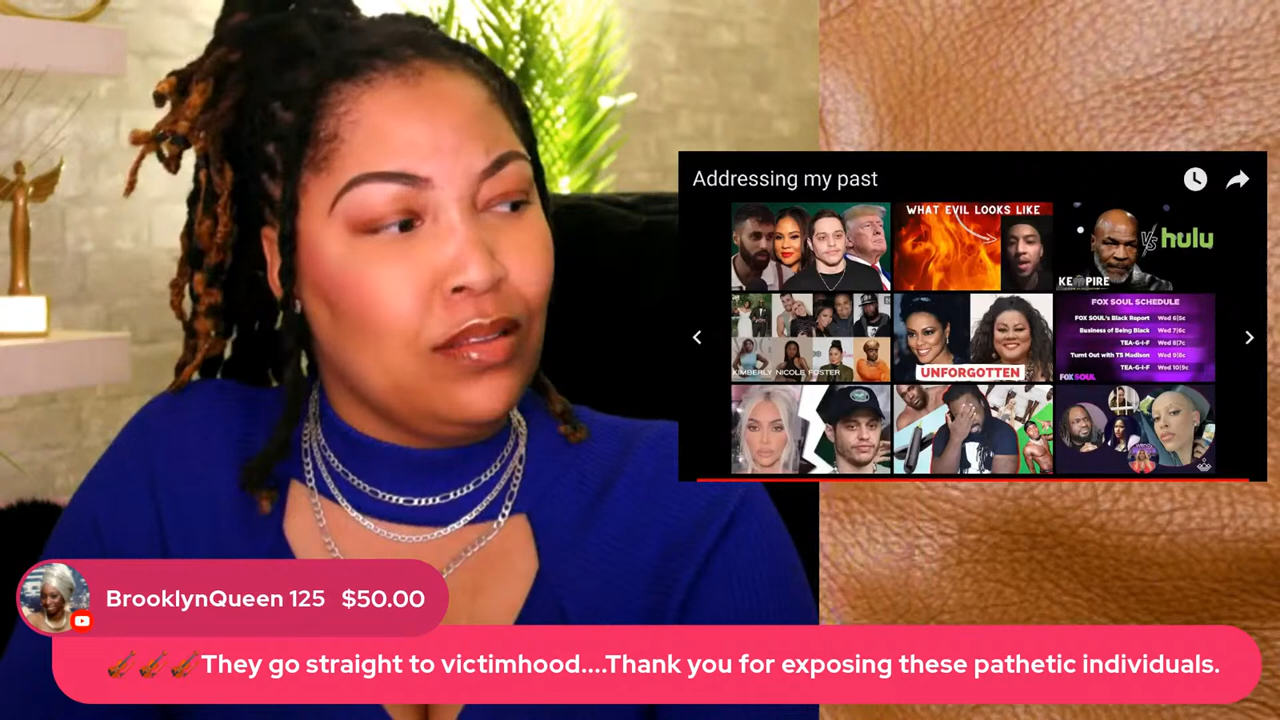 Addressing my past
WHAT EVIL LOOKS LIKE
VS hulu
KEMPIRE
KIMBERLY NICOLE FOSTER
UNFORGOTTEN
FOX SOUL SCHEDULE
FOX SOUL's Black Report Wed 6|5c
Business of Being Black Wed 7|6c
TEA-G-I-F Wed 8|7c
Turnt Out with TS Madison Wed 9|8c
TEA-G-I-F Wed 10|9c
FOX SOUL
BrooklynQueen 125 $50.00
🎻🎻🎻They go straight to victimhood....Thank you for exposing these pathetic individuals.